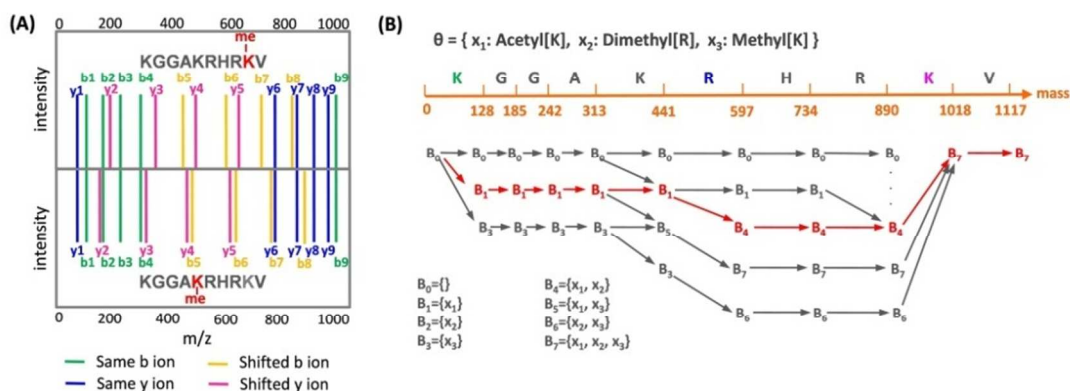 (A)
0 200 400 600 800 1000
me
KGGAKRHRKV
b1 b2 b3 b4 b5 b6 b7 b8 b9
y1 y2 y3 y4 y5 y6 y7 y8 y9
intensity
intensity
y1 y2 y3 y4 y5 y6 y7 y8 y9
b1 b2 b3 b4 b5 b6 b7 b8 b9
KGGAKRHRKV
me
0 200 400 600 800 1000
m/z
Same b ion Shifted b ion
Same y ion Shifted y ion
(B)
θ = { x₁: Acetyl[K], x₂: Dimethyl[R], x₃: Methyl[K] }
K G G A K R H R K V
0 128 185 242 313 441 597 734 890 1018 1117 mass
B₀ B₀ B₀ B₀ B₀ B₀ B₀ B₀ B₀ B₇ B₇
B₁ B₁ B₁ B₁ B₁ B₁ B₁
B₃ B₃ B₃ B₃ B₅ B₄ B₄ B₄
B₃ B₇ B₇ B₇
B₆ B₆ B₆
B₀={} B₄={x₁, x₂}
B₁={x₁} B₅={x₁, x₃}
B₂={x₂} B₆={x₂, x₃}
B₃={x₃} B₇={x₁, x₂, x₃}